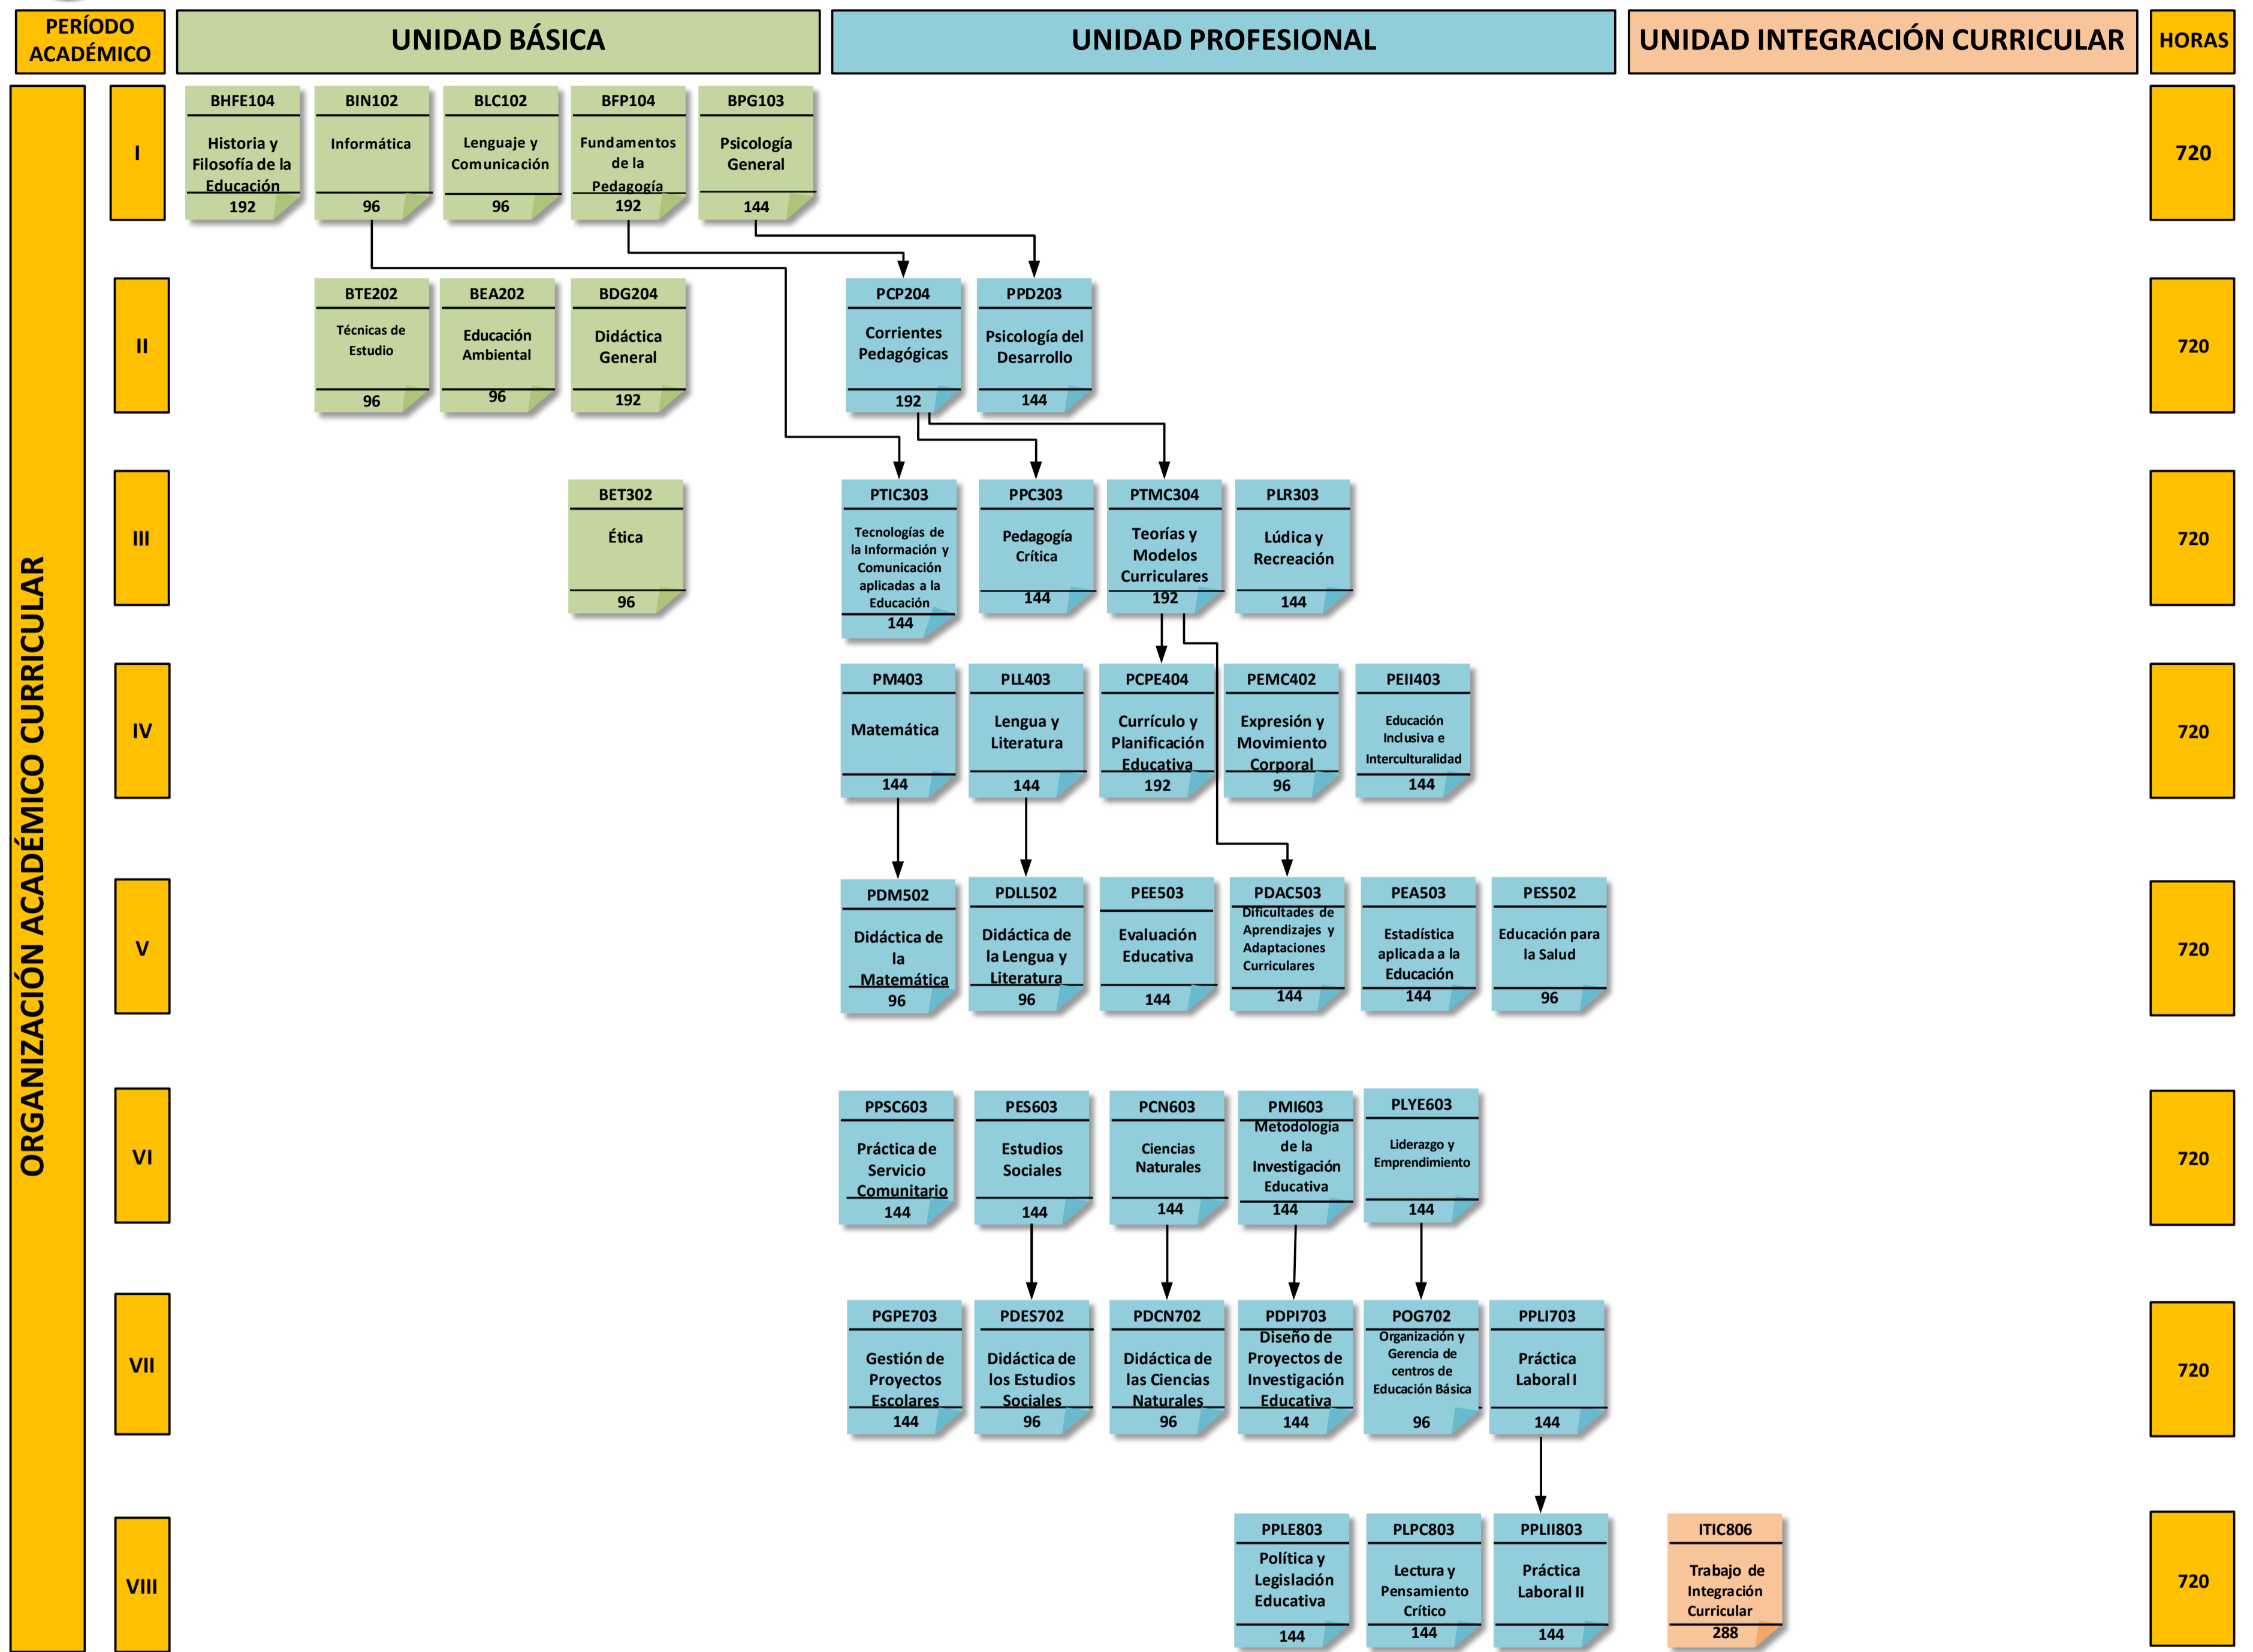 PERÍODO
ACADÉMICO
UNIDAD BÁSICA
UNIDAD PROFESIONAL
UNIDAD INTEGRACIÓN CURRICULAR
HORAS
ORGANIZACIÓN ACADÉMICO CURRICULAR
I
BHFE104
Historia y
Filosofía de la
Educación
192
BIN102
Informática
96
BLC102
Lenguaje y
Comunicación
96
BFP104
Fundamentos
de la
Pedagogía
192
BPG103
Psicología
General
144
720
II
BTE202
Técnicas de
Estudio
96
BEA202
Educación
Ambiental
96
BDG204
Didáctica
General
192
PCP204
Corrientes
Pedagógicas
192
PPD203
Psicología del
Desarrollo
144
720
III
BET302
Ética
96
PTIC303
Tecnologías de
la Información y
Comunicación
aplicadas a la
Educación
144
PPC303
Pedagogía
Crítica
144
PTMC304
Teorías y
Modelos
Curriculares
192
PLR303
Lúdica y
Recreación
144
720
IV
PM403
Matemática
144
PLL403
Lengua y
Literatura
144
PCPE404
Currículo y
Planificación
Educativa
192
PEMC402
Expresión y
Movimiento
Corporal
96
PEII403
Educación
Inclusiva e
Interculturalidad
144
720
V
PDM502
Didáctica de
la
Matemática
96
PDLL502
Didáctica de
la Lengua y
Literatura
96
PEE503
Evaluación
Educativa
144
PDAC503
Dificultades de
Aprendizajes y
Adaptaciones
Curriculares
144
PEA503
Estadística
aplicada a la
Educación
144
PES502
Educación para
la Salud
96
720
VI
PPSC603
Práctica de
Servicio
Comunitario
144
PES603
Estudios
Sociales
144
PCN603
Ciencias
Naturales
144
PMI603
Metodología
de la
Investigación
Educativa
144
PLYE603
Liderazgo y
Emprendimiento
144
720
VII
PGPE703
Gestión de
Proyectos
Escolares
144
PDES702
Didáctica de
los Estudios
Sociales
96
PDCN702
Didáctica de
las Ciencias
Naturales
96
PDPI703
Diseño de
Proyectos de
Investigación
Educativa
144
POG702
Organización y
Gerencia de
centros de
Educación Básica
96
PPLI703
Práctica
Laboral I
144
720
VIII
PPLE803
Política y
Legislación
Educativa
144
PLPC803
Lectura y
Pensamiento
Crítico
144
PPLII803
Práctica
Laboral II
144
ITIC806
Trabajo de
Integración
Curricular
288
720